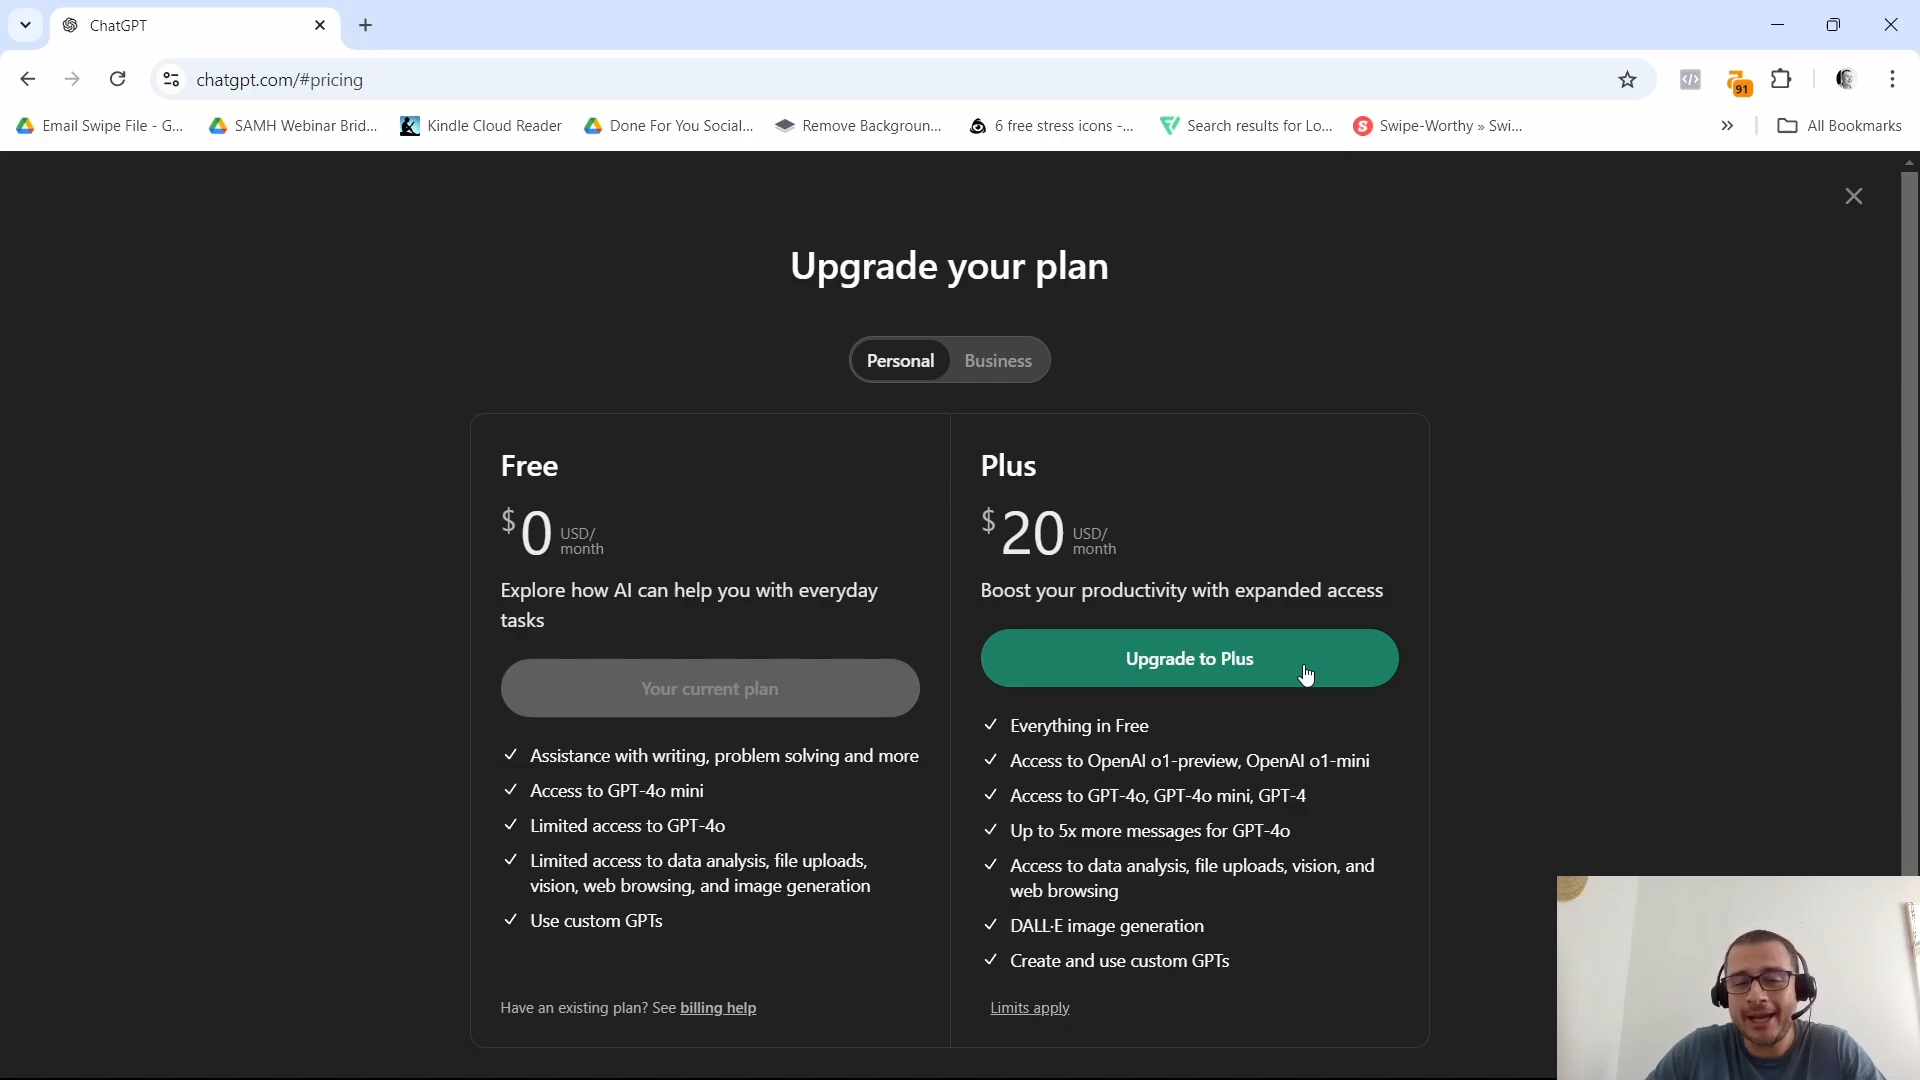 ChatGPT
chatgpt.com/#pricing
91
Email Swipe File - G...
SAMH Webinar Brid...
Kindle Cloud Reader
Done For You Social...
Remove Backgroun...
6 free stress icons -...
Search results for Lo...
Swipe-Worthy » Swi...
All Bookmarks
Upgrade your plan
Personal
Business
Free
$0 USD/
month
Explore how AI can help you with everyday
tasks
Your current plan
Assistance with writing, problem solving and more
Access to GPT-4o mini
Limited access to GPT-4o
Limited access to data analysis, file uploads,
vision, web browsing, and image generation
Use custom GPTs
Have an existing plan? See billing help
Plus
$20 USD/
month
Boost your productivity with expanded access
Upgrade to Plus
Everything in Free
Access to OpenAI o1-preview, OpenAI o1-mini
Access to GPT-4o, GPT-4o mini, GPT-4
Up to 5x more messages for GPT-4o
Access to data analysis, file uploads, vision, and
web browsing
DALL·E image generation
Create and use custom GPTs
Limits apply